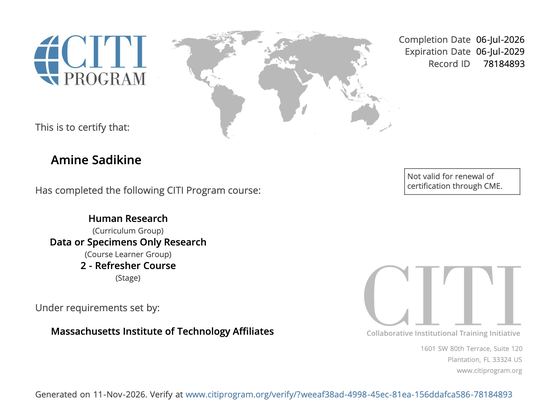 CITI
PROGRAM
Completion Date 06-Jul-2026
Expiration Date 06-Jul-2029
Record ID 78184893
This is to certify that:
Amine Sadikine
Not valid for renewal of
certification through CME.
Has completed the following CITI Program course:
Human Research
(Curriculum Group)
Data or Specimens Only Research
(Course Learner Group)
2 - Refresher Course
(Stage)
Under requirements set by:
Massachusetts Institute of Technology Affiliates
CITI
Collaborative Institutional Training Initiative
1601 SW 80th Terrace, Suite 120
Plantation, FL 33324 US
www.citiprogram.org
Generated on 11-Nov-2026. Verify at www.citiprogram.org/verify/?weeaf38ad-4998-45ec-81ea-156ddafca586-78184893